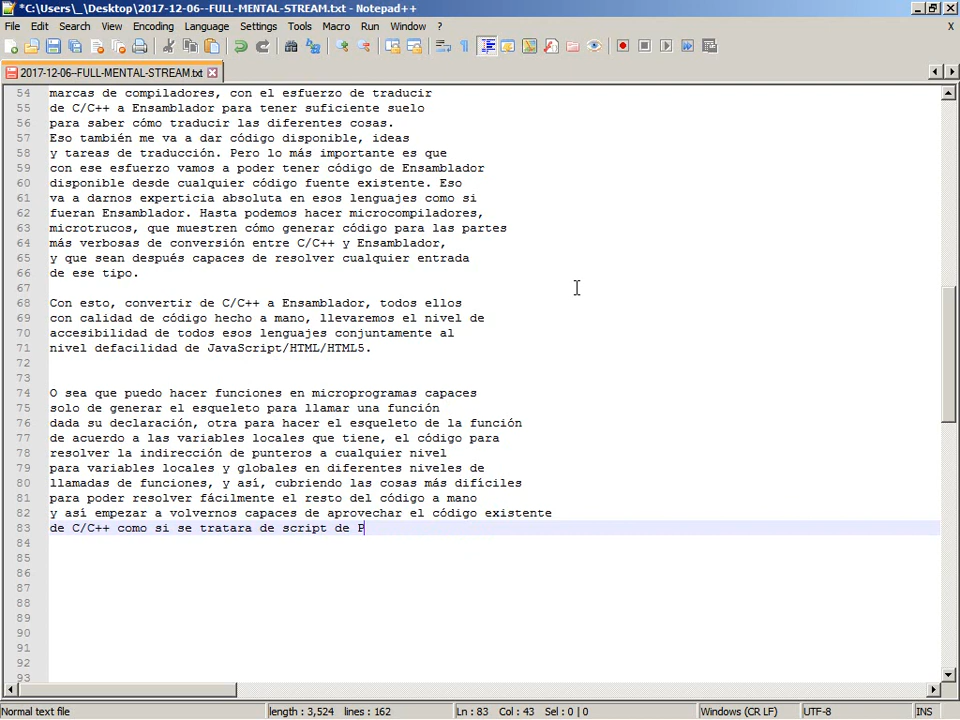 *C:\Users\_\Desktop\2017-12-06--FULL-MENTAL-STREAM.txt - Notepad++
File Edit Search View Encoding Language Settings Tools Macro Run Window ? X
2017-12-06--FULL-MENTAL-STREAM.txt
54 marcas de compiladores, con el esfuerzo de traducir
55 de C/C++ a Ensamblador para tener suficiente suelo
56 para saber cómo traducir las diferentes cosas.
57 Eso también me va a dar código disponible, ideas
58 y tareas de traducción. Pero lo más importante es que
59 con ese esfuerzo vamos a poder tener código de Ensamblador
60 disponible desde cualquier código fuente existente. Eso
61 va a darnos experticia absoluta en esos lenguajes como si
62 fueran Ensamblador. Hasta podemos hacer microcompiladores,
63 microtrucos, que muestren cómo generar código para las partes
64 más verbosas de conversión entre C/C++ y Ensamblador,
65 y que sean después capaces de resolver cualquier entrada
66 de ese tipo.
67
68 Con esto, convertir de C/C++ a Ensamblador, todos ellos
69 con calidad de código hecho a mano, llevaremos el nivel de
70 accesibilidad de todos esos lenguajes conjuntamente al
71 nivel defacilidad de JavaScript/HTML/HTML5.
72
73
74 O sea que puedo hacer funciones en microprogramas capaces
75 solo de generar el esqueleto para llamar una función
76 dada su declaración, otra para hacer el esqueleto de la función
77 de acuerdo a las variables locales que tiene, el código para
78 resolver la indirección de punteros a cualquier nivel
79 para variables locales y globales en diferentes niveles de
80 llamadas de funciones, y así, cubriendo las cosas más difíciles
81 para poder resolver fácilmente el resto del código a mano
82 y así empezar a volvernos capaces de aprovechar el código existente
83 de C/C++ como si se tratara de script de P
84
85
86
87
88
89
90
91
92
93
Normal text file length : 3,524 lines : 162 Ln : 83 Col : 43 Sel : 0 | 0 Windows (CR LF) UTF-8 INS